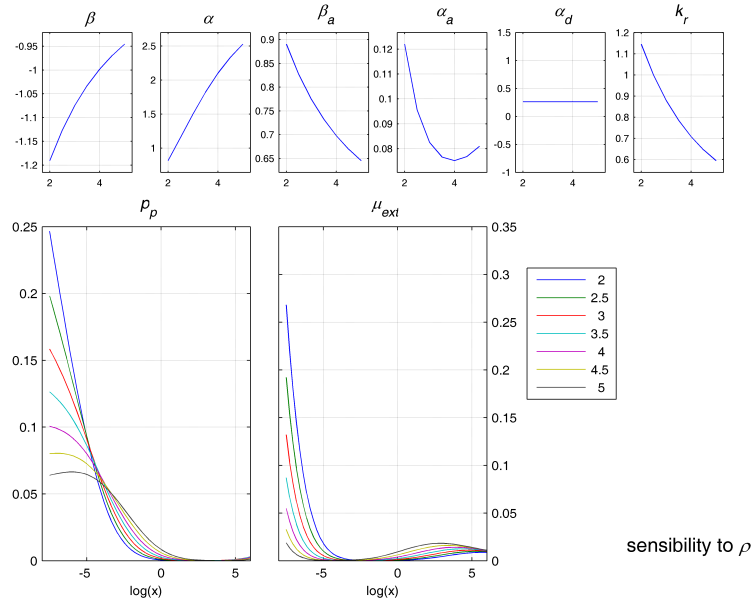 β α β_a α_a α_d k_r
-0.95 2.5 0.9 0.12 1.5 1.2
-1 2 0.85 0.11 1 1.1
-1.05 1.5 0.8 0.1 0.5 1
-1.1 1 0.75 0.09 0 0.9
-1.15 0.7 0.08 -0.5 0.8
-1.2 0.65 -1 0.7
0.6
2 4 2 4 2 4 2 4 2 4 2 4
p_p μ_ext
0.25
0.2
0.15
0.1
0.05
0
-5 0 5
log(x)
0.35
0.3
0.25
0.2
0.15
0.1
0.05
0
-5 0 5
log(x)
2
2.5
3
3.5
4
4.5
5
sensibility to ρ